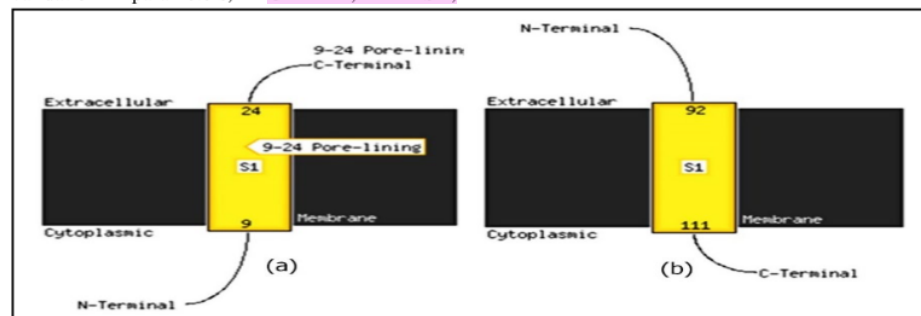 9-24 Pore-linin
C-Terminal
Extracellular
24
9-24 Pore-lining
S1
9
Membrane
Cytoplasmic
(a)
N-Terminal
N-Terminal
Extracellular
92
S1
111
Membrane
Cytoplasmic
(b)
C-Terminal